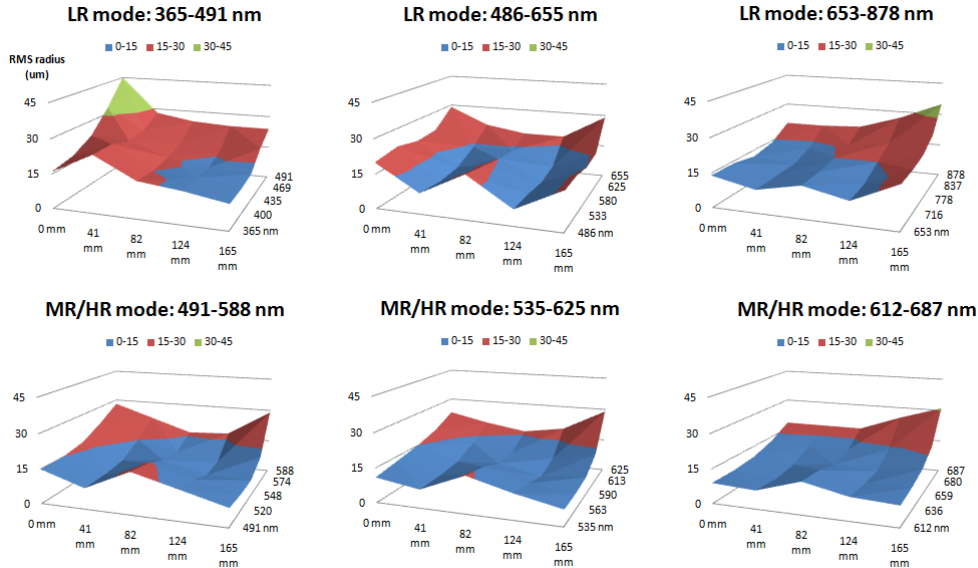 LR mode: 365-491 nm
0-15 15-30 30-45
RMS radius
(um)
45
30
15
0
0 mm
41
mm
82
mm
124
mm
165
mm
491
469
435
400
365 nm
LR mode: 486-655 nm
0-15 15-30 30-45
45
30
15
0
0 mm
41
mm
82
mm
124
mm
165
mm
655
625
580
533
486 nm
LR mode: 653-878 nm
0-15 15-30 30-45
45
30
15
0
0 mm
41
mm
82
mm
124
mm
165
mm
878
837
778
716
653 nm
MR/HR mode: 491-588 nm
0-15 15-30 30-45
45
30
15
0
0 mm
41
mm
82
mm
124
mm
165
mm
588
574
548
520
491 nm
MR/HR mode: 535-625 nm
0-15 15-30 30-45
45
30
15
0
0 mm
41
mm
82
mm
124
mm
165
mm
625
613
590
563
535 nm
MR/HR mode: 612-687 nm
0-15 15-30 30-45
45
30
15
0
0 mm
41
mm
82
mm
124
mm
165
mm
687
680
659
636
612 nm